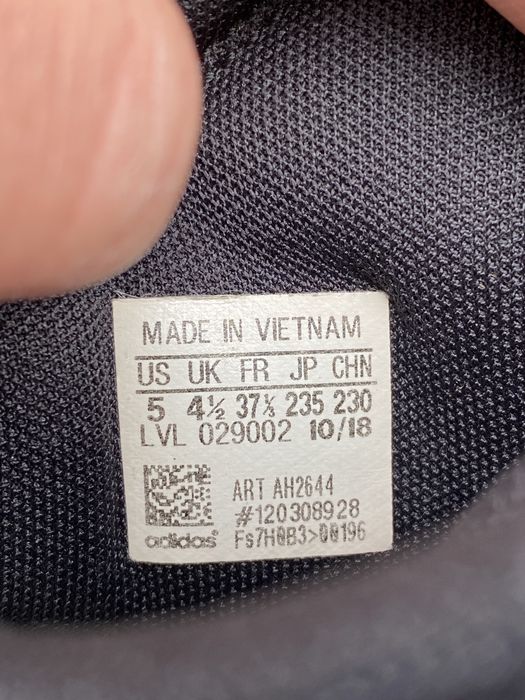 MADE IN VIETNAM
US UK FR JP CHN
5 4½ 37⅓ 235 230
LVL 029002 10/18
ART AH2644
#120308928
adidas Fs7H0B3>00196